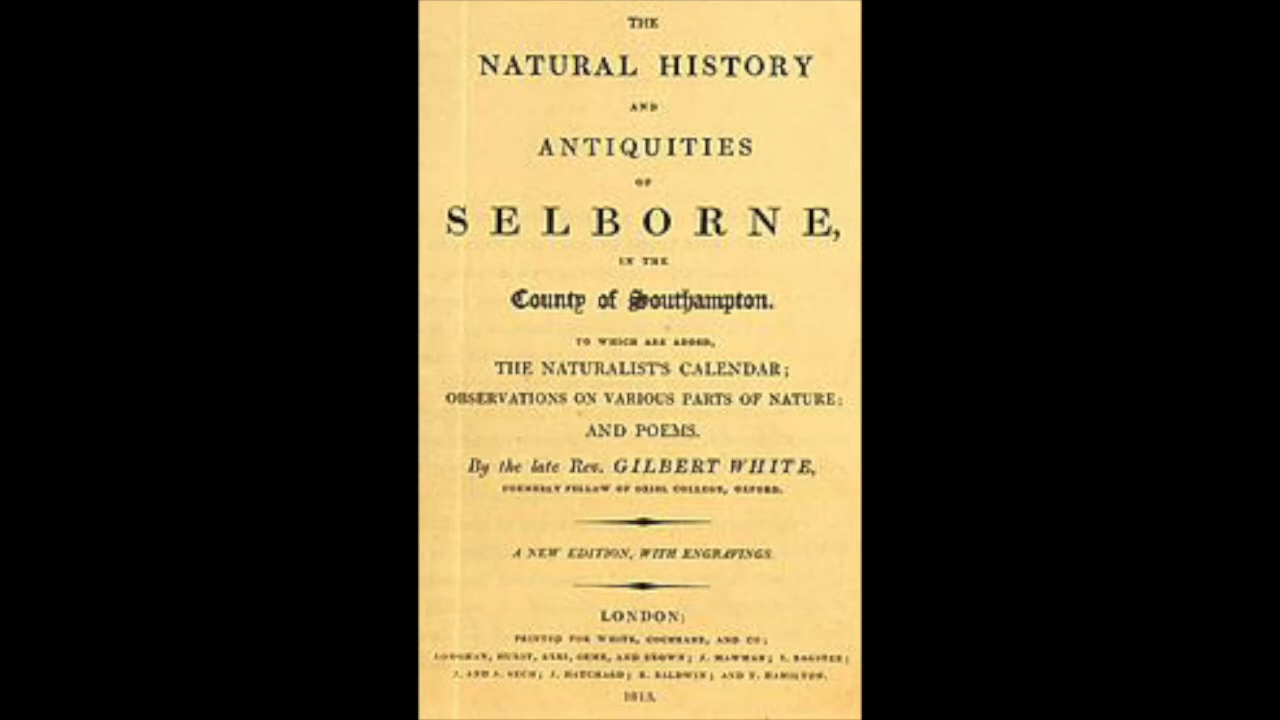 THE
NATURAL HISTORY
AND
ANTIQUITIES
OF
SELBORNE,
IN THE
County of Southampton.
TO WHICH ARE ADDED,
THE NATURALIST'S CALENDAR;
OBSERVATIONS ON VARIOUS PARTS OF NATURE;
AND POEMS.
By the late Rev. GILBERT WHITE,
FORMERLY FELLOW OF ORIEL COLLEGE, OXFORD.
A NEW EDITION, WITH ENGRAVINGS.
LONDON:
PRINTED FOR WHITE, COCHRANE, AND CO;
LONGMAN, HURST, REES, ORME, AND BROWN; J. MAWMAN;
J. HATCHARD; R. BALDWIN; AND T. HAMILTON.